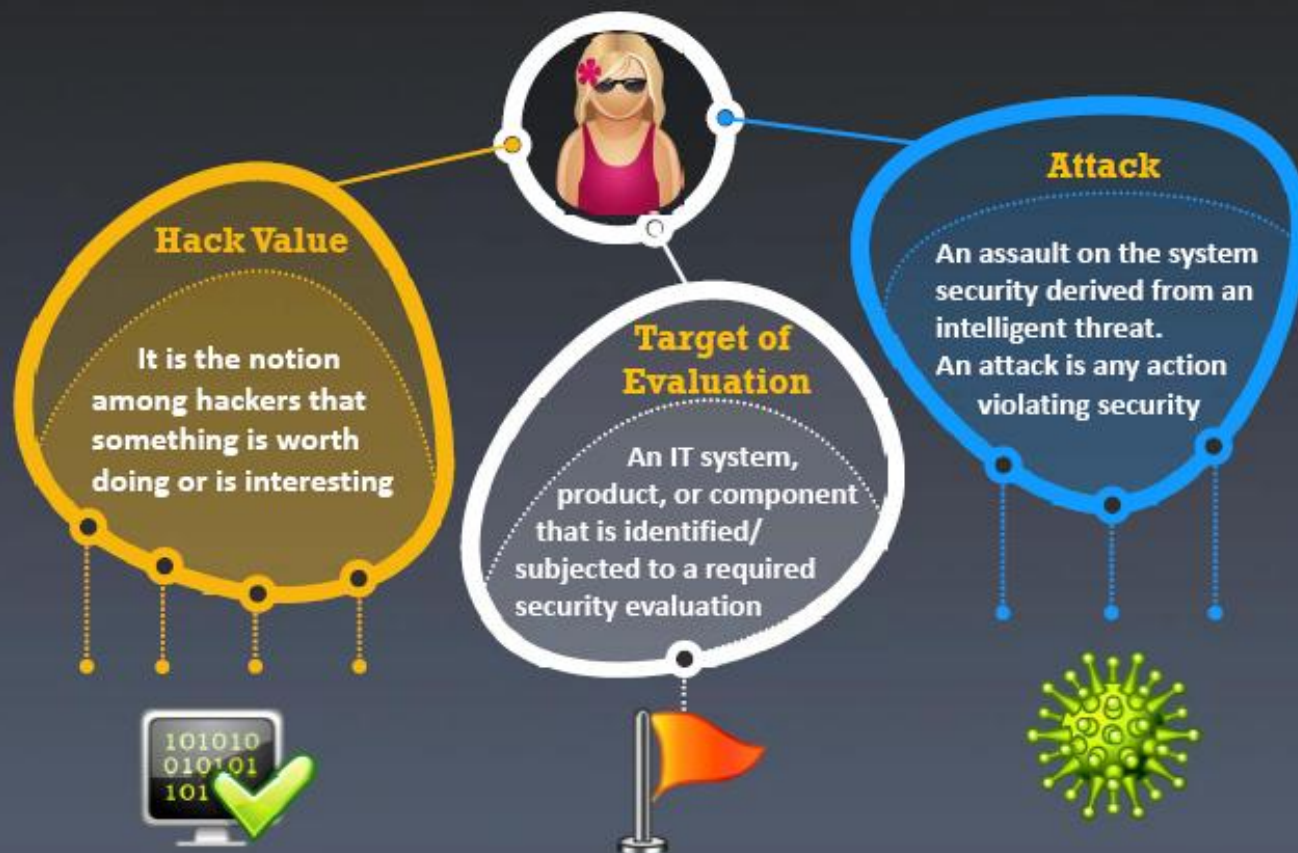 Hack Value
It is the notion
among hackers that
something is worth
doing or is interesting
Target of
Evaluation
An IT system,
product, or component
that is identified/
subjected to a required
security evaluation
Attack
An assault on the system
security derived from an
intelligent threat.
An attack is any action
violating security
101010
010101
101